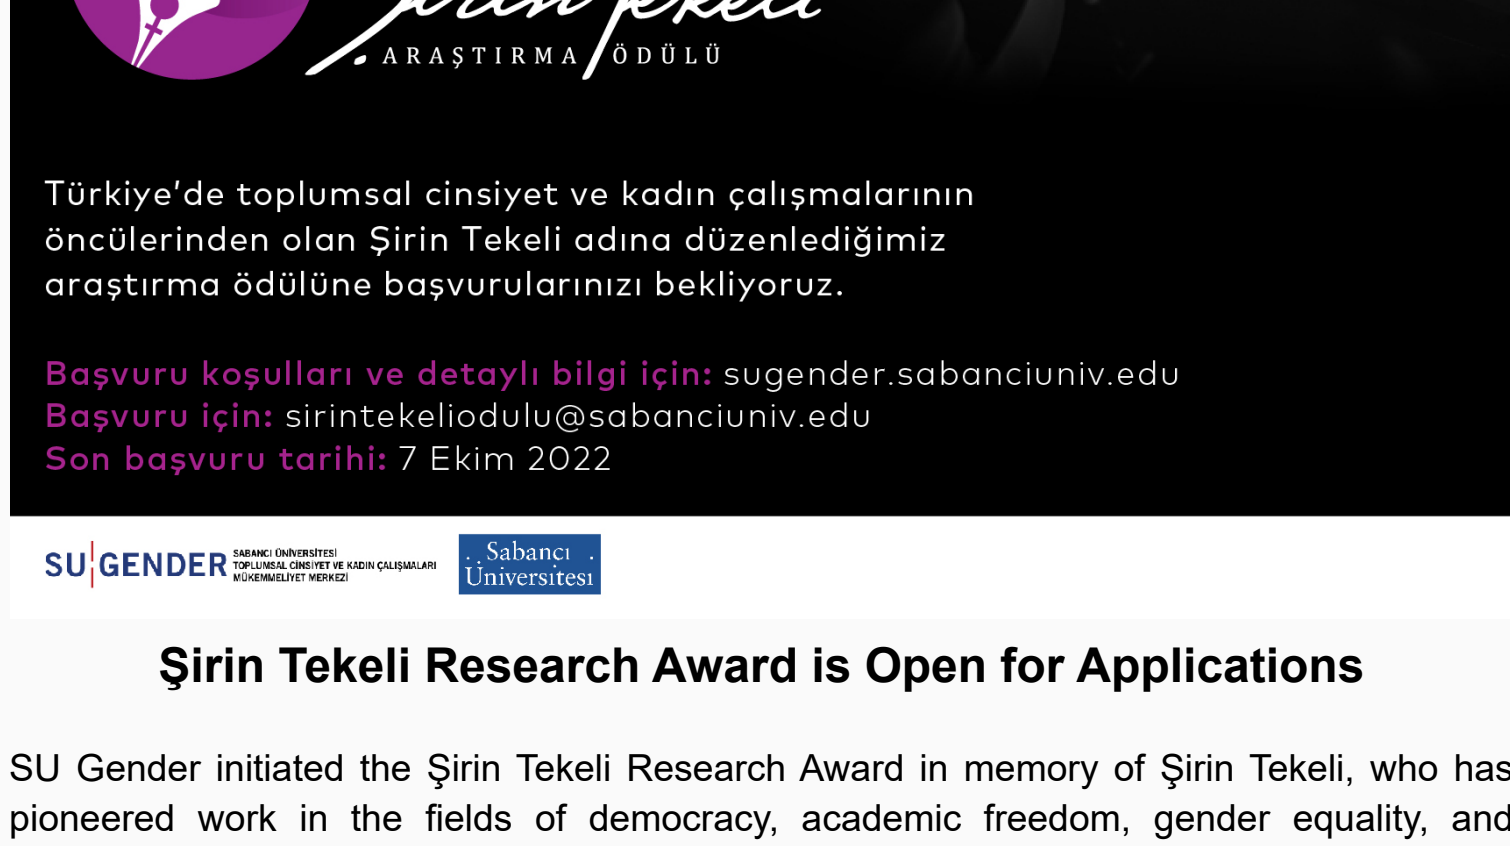 Şirin Tekeli
ARAŞTIRMA ÖDÜLÜ
Türkiye'de toplumsal cinsiyet ve kadın çalışmalarının
öncülerinden olan Şirin Tekeli adına düzenlediğimiz
araştırma ödülüne başvurularınızı bekliyoruz.
Başvuru koşulları ve detaylı bilgi için: sugender.sabanciuniv.edu
Başvuru için: sirintekeliodulu@sabanciuniv.edu
Son başvuru tarihi: 7 Ekim 2022
SU GENDER
SABANCI ÜNİVERSİTESİ
TOPLUMSAL CİNSİYET VE KADIN ÇALIŞMALARI
MÜKEMMELİYET MERKEZİ
Sabancı
Üniversitesi
Şirin Tekeli Research Award is Open for Applications
SU Gender initiated the Şirin Tekeli Research Award in memory of Şirin Tekeli, who has
pioneered work in the fields of democracy, academic freedom, gender equality, and